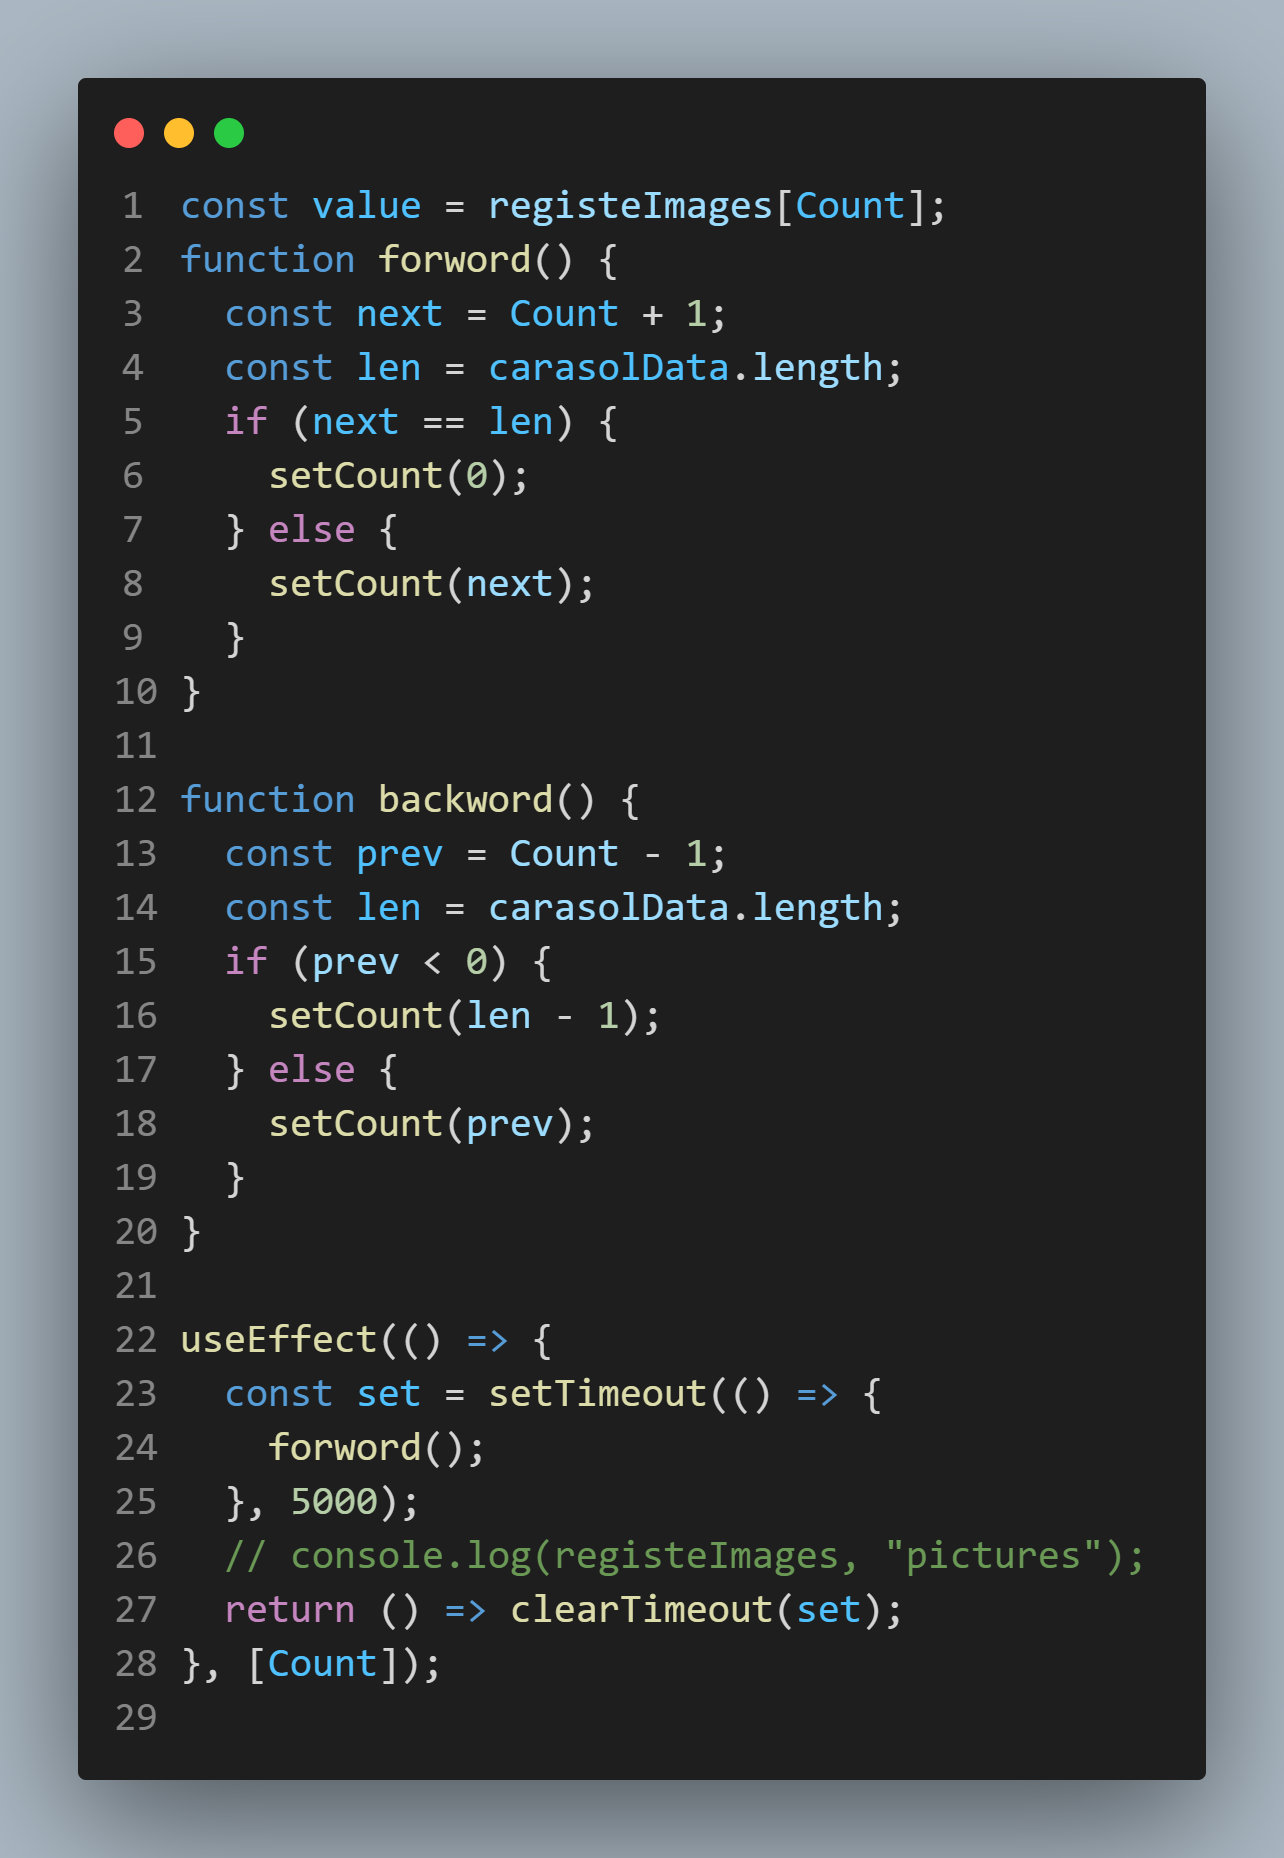 1 const value = registeImages[Count];
2 function forword() {
3   const next = Count + 1;
4   const len = carasolData.length;
5   if (next == len) {
6     setCount(0);
7   } else {
8     setCount(next);
9   }
10 }
11
12 function backword() {
13   const prev = Count - 1;
14   const len = carasolData.length;
15   if (prev < 0) {
16     setCount(len - 1);
17   } else {
18     setCount(prev);
19   }
20 }
21
22 useEffect(() => {
23   const set = setTimeout(() => {
24     forword();
25   }, 5000);
26   // console.log(registeImages, "pictures");
27   return () => clearTimeout(set);
28 }, [Count]);
29